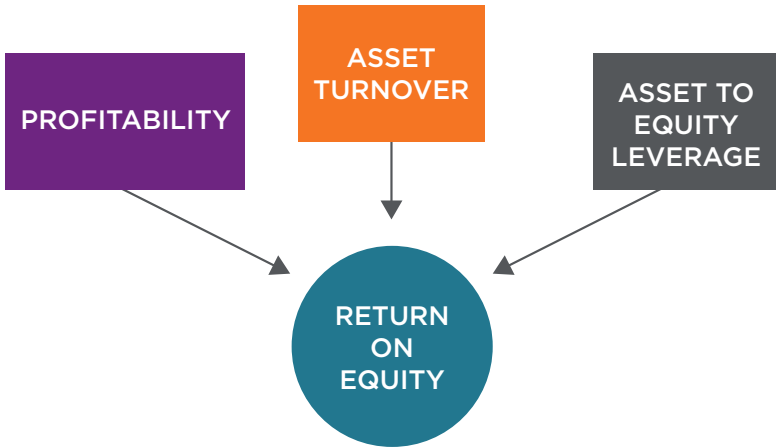 PROFITABILITY
ASSET
TURNOVER
ASSET TO
EQUITY
LEVERAGE
RETURN
ON
EQUITY